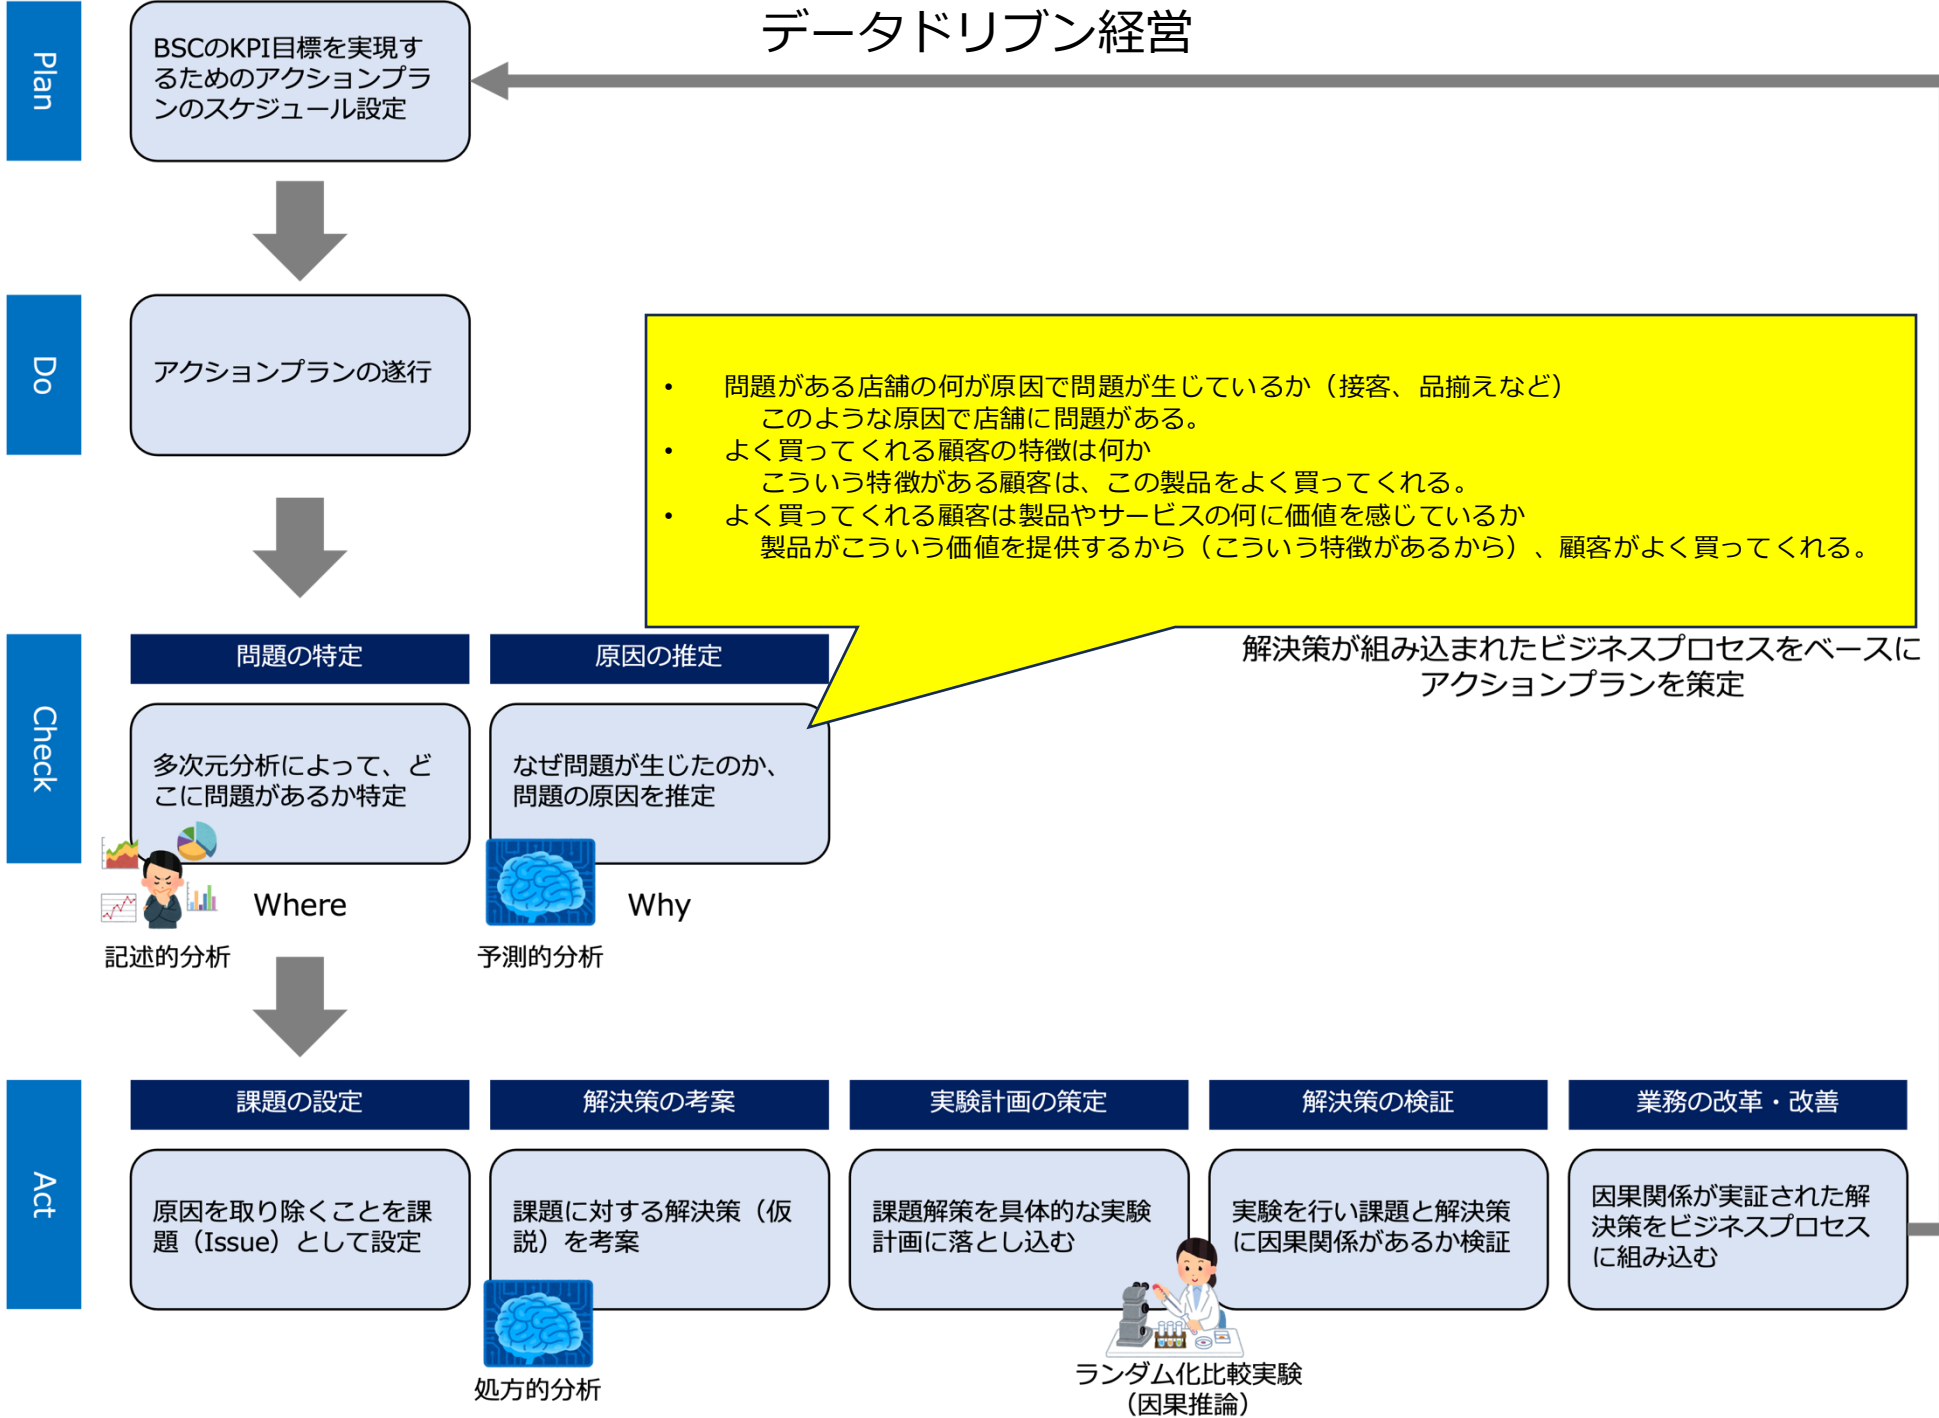 データドリブン経営
Plan
BSCのKPI目標を実現す
るためのアクションプラ
ンのスケジュール設定
Do
アクションプランの遂行
• 問題がある店舗の何が原因で問題が生じているか（接客、品揃えなど）
このような原因で店舗に問題がある。
• よく買ってくれる顧客の特徴は何か
こういう特徴がある顧客は、この製品をよく買ってくれる。
• よく買ってくれる顧客は製品やサービスの何に価値を感じているか
製品がこういう価値を提供するから（こういう特徴があるから）、顧客がよく買ってくれる。
解決策が組み込まれたビジネスプロセスをベースに
アクションプランを策定
Check
問題の特定
多次元分析によって、ど
こに問題があるか特定
Where
記述的分析
原因の推定
なぜ問題が生じたのか、
問題の原因を推定
Why
予測的分析
Act
課題の設定
原因を取り除くことを課
題（Issue）として設定
解決策の考案
課題に対する解決策（仮
説）を考案
処方的分析
実験計画の策定
課題解策を具体的な実験
計画に落とし込む
解決策の検証
実験を行い課題と解決策
に因果関係があるか検証
ランダム化比較実験
（因果推論）
業務の改革・改善
因果関係が実証された解
決策をビジネスプロセス
に組み込む